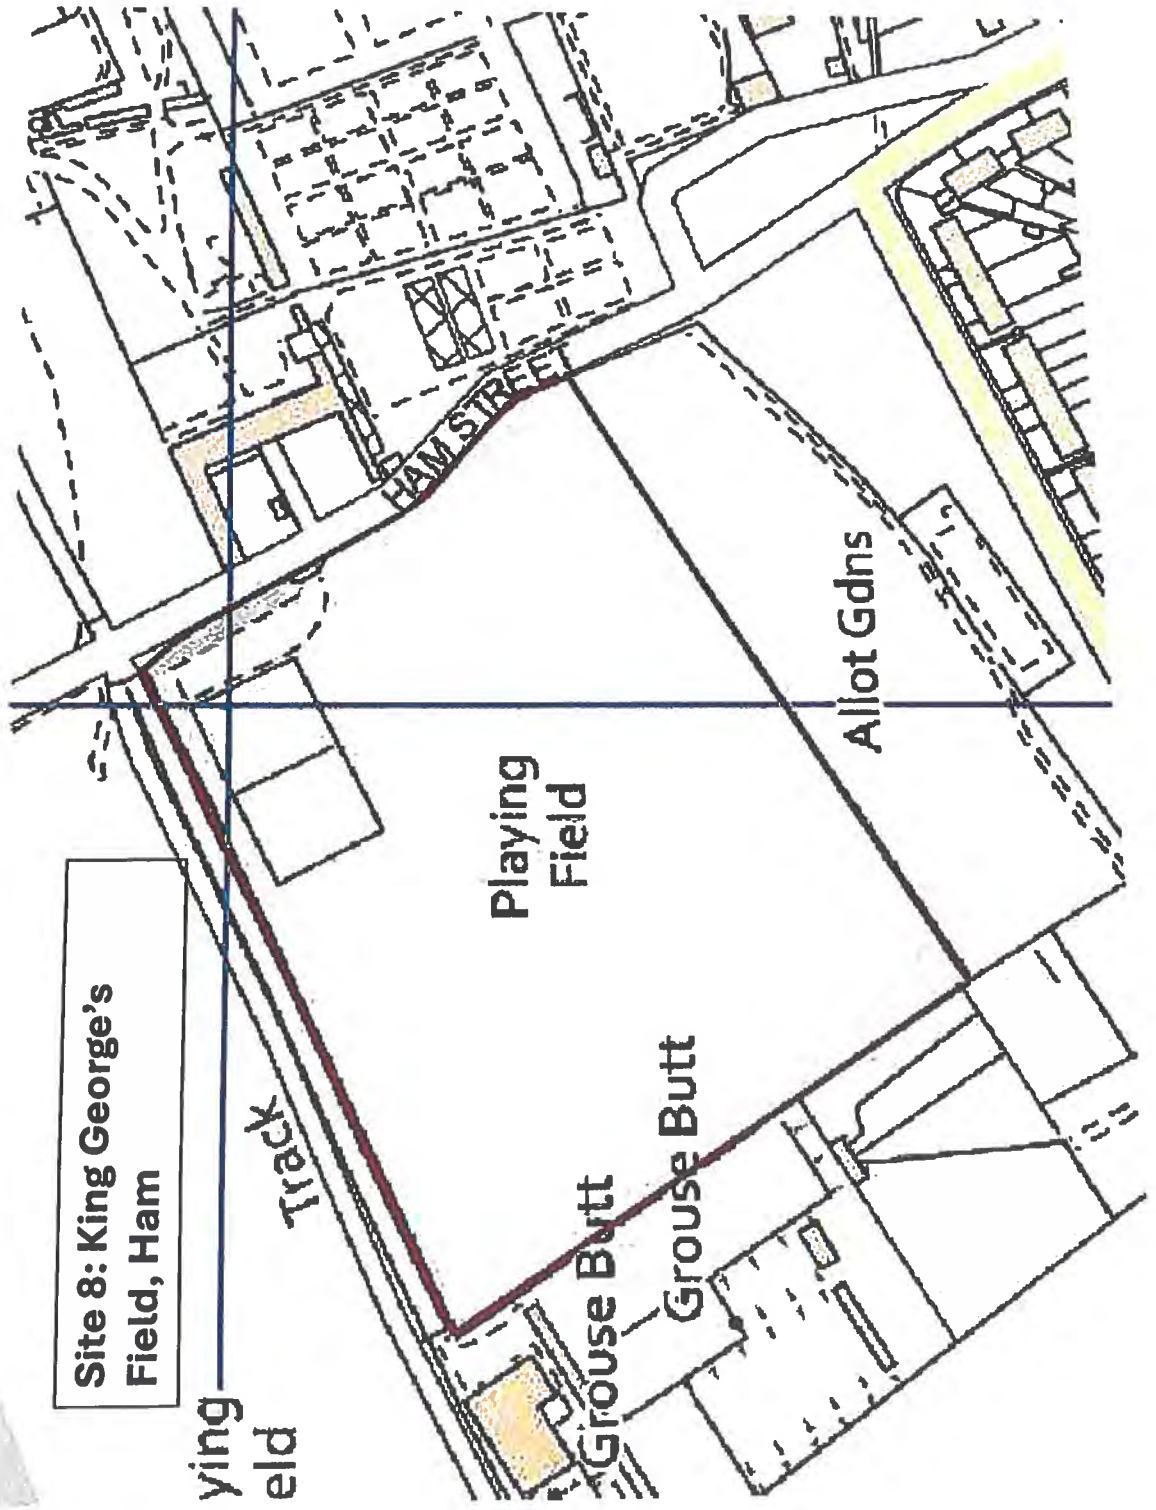 Site 8: King George's
Field, Ham
ying
eld
Track
HAM STREET
Playing
Field
Allot Gdns
Grouse Butt
Grouse Butt